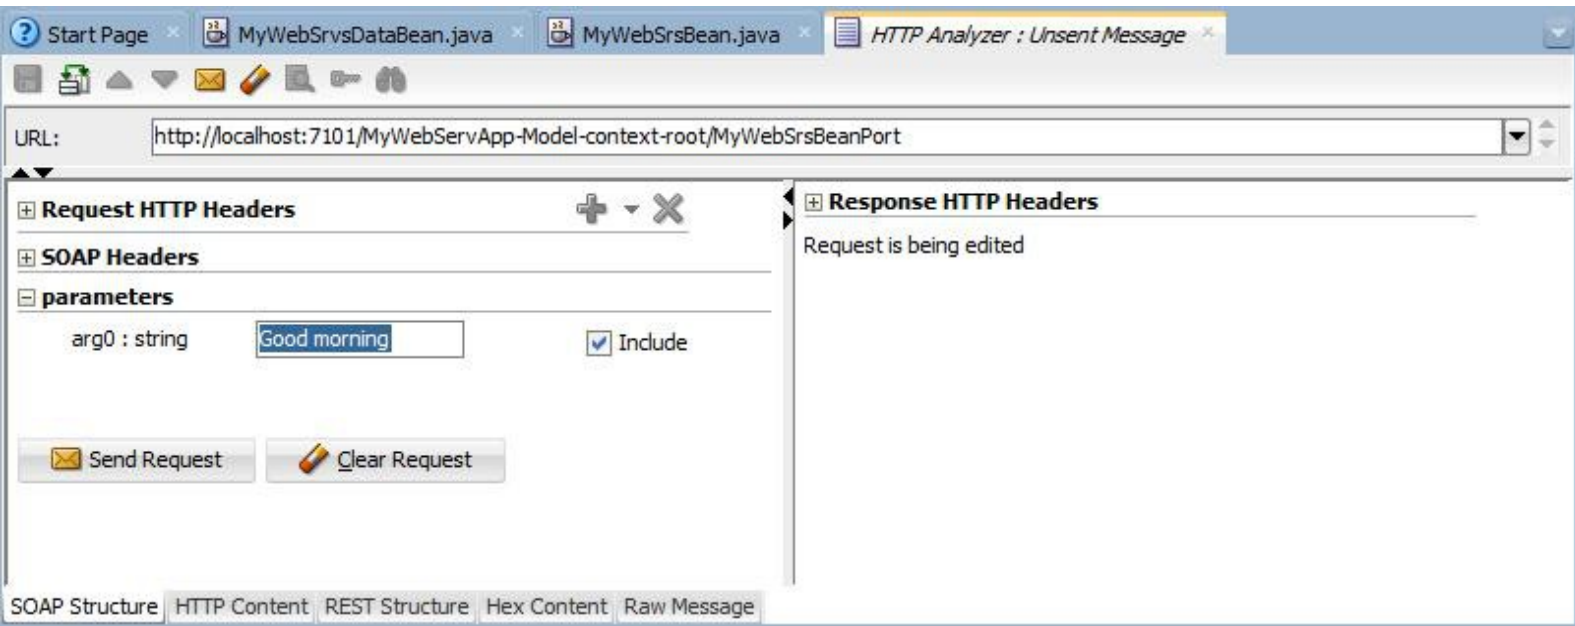 Start Page MyWebSrvsDataBean.java MyWebSrsBean.java HTTP Analyzer : Unsent Message
URL: http://localhost:7101/MyWebServApp-Model-context-root/MyWebSrsBeanPort
Request HTTP Headers
SOAP Headers
parameters
arg0 : string Good morning Include
Send Request Clear Request
Response HTTP Headers
Request is being edited
SOAP Structure HTTP Content REST Structure Hex Content Raw Message